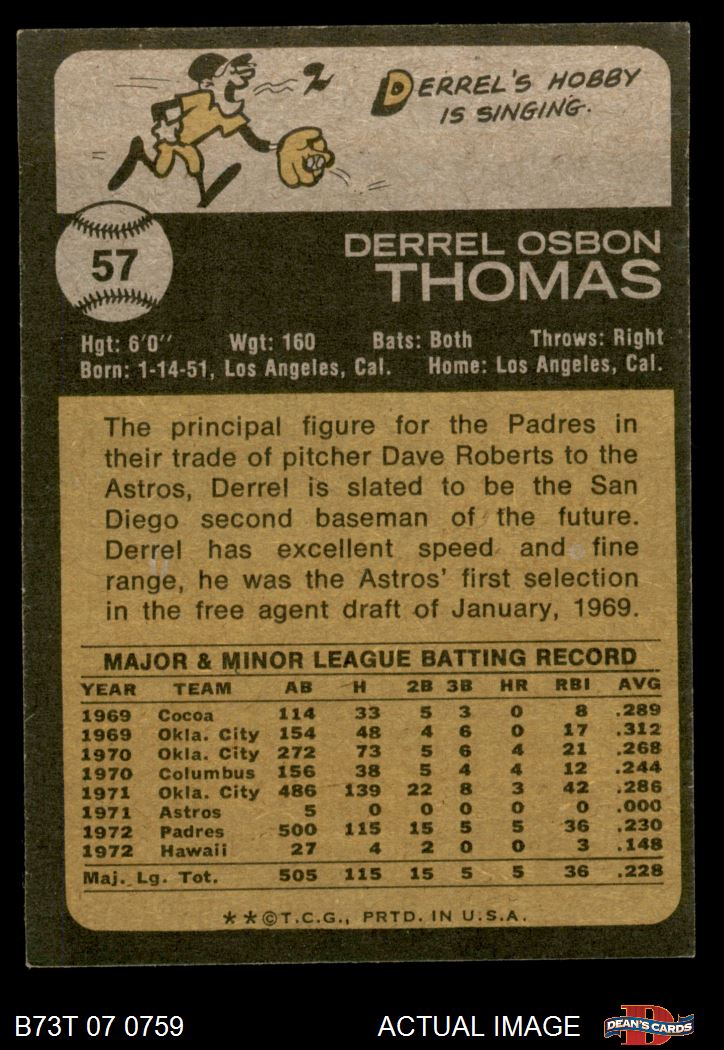 DERREL'S HOBBY
IS SINGING.
57
DERREL OSBON
THOMAS
Hgt: 6'0" Wgt: 160 Bats: Both Throws: Right
Born: 1-14-51, Los Angeles, Cal. Home: Los Angeles, Cal.
The principal figure for the Padres in
their trade of pitcher Dave Roberts to the
Astros, Derrel is slated to be the San
Diego second baseman of the future.
Derrel has excellent speed and fine
range, he was the Astros' first selection
in the free agent draft of January, 1969.
MAJOR & MINOR LEAGUE BATTING RECORD
YEAR TEAM AB H 2B 3B HR RBI AVG
1969 Cocoa 114 33 5 3 0 8 .289
1969 Okla. City 154 48 4 6 0 17 .312
1970 Okla. City 272 73 5 6 4 21 .268
1970 Columbus 156 38 5 4 4 12 .244
1971 Okla. City 486 139 22 8 3 42 .286
1971 Astros 5 0 0 0 0 0 .000
1972 Padres 500 115 15 5 5 36 .230
1972 Hawaii 27 4 2 0 0 3 .148
Maj. Lg. Tot. 505 115 15 5 5 36 .228
**©T.C.G., PRTD. IN U.S.A.
B73T 07 0759 ACTUAL IMAGE DEAN'S CARDS